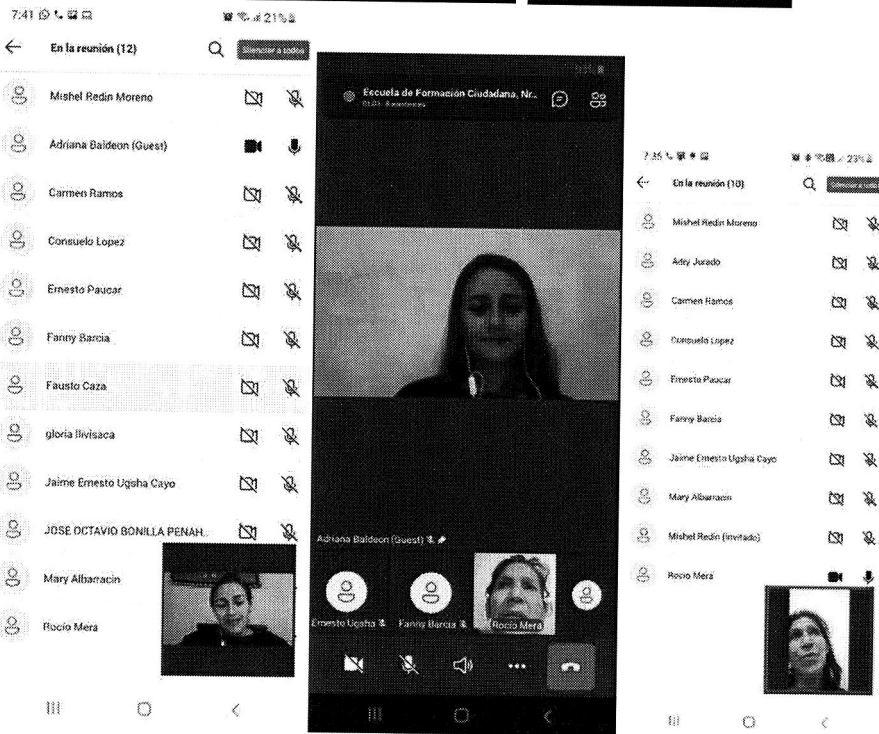 7:41 21%
En la reunión (12) Silenciar a todos
Mishel Redin Moreno
Adriana Baldeon (Guest)
Carmen Ramos
Consuelo Lopez
Ernesto Paucar
Fanny Barcia
Fausto Caza
gloria llivisaca
Jaime Ernesto Ugsha Cayo
JOSE OCTAVIO BONILLA PENAH..
Mary Albarracin
Rocio Mera
Escuela de Formación Ciudadana, Nr...
Adriana Baldeon (Guest)
Ernesto Ugsha
Fanny Barcia
Rocio Mera
7:35 23%
En la reunión (10) Silenciar a todos
Mishel Redin Moreno
Adry Jurado
Carmen Ramos
Consuelo Lopez
Ernesto Paucar
Fanny Barcia
Jaime Ernesto Ugsha Cayo
Mary Albarracin
Mishel Redin (Invitado)
Rocio Mera